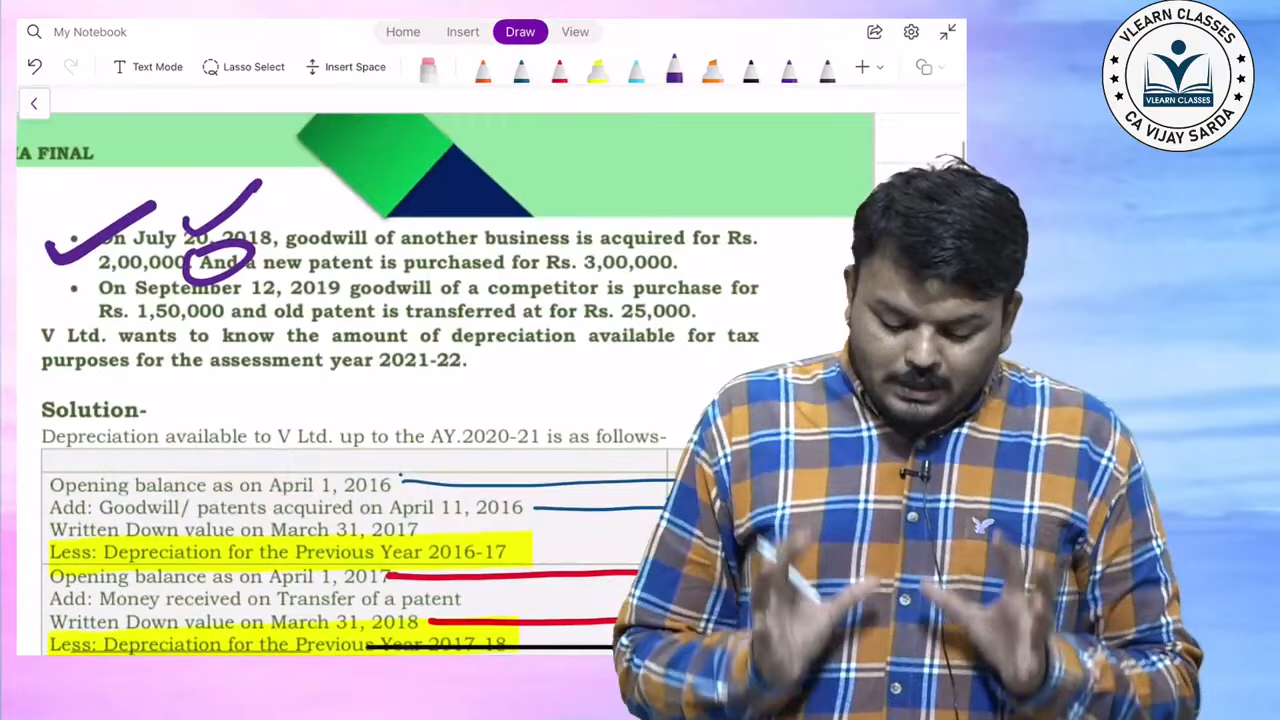 My Notebook
Home Insert Draw View
Text Mode Lasso Select Insert Space
IA FINAL
On July 20, 2018, goodwill of another business is acquired for Rs.
2,00,000. And a new patent is purchased for Rs. 3,00,000.
On September 12, 2019 goodwill of a competitor is purchase for
Rs. 1,50,000 and old patent is transferred at for Rs. 25,000.
V Ltd. wants to know the amount of depreciation available for tax
purposes for the assessment year 2021-22.
Solution-
Depreciation available to V Ltd. up to the AY.2020-21 is as follows-
Opening balance as on April 1, 2016
Add: Goodwill/ patents acquired on April 11, 2016
Written Down value on March 31, 2017
Less: Depreciation for the Previous Year 2016-17
Opening balance as on April 1, 2017
Add: Money received on Transfer of a patent
Written Down value on March 31, 2018
Less: Depreciation for the Previous Year 2017-18
VLEARN CLASSES
VLEARN CLASSES
CA VIJAY SARDA